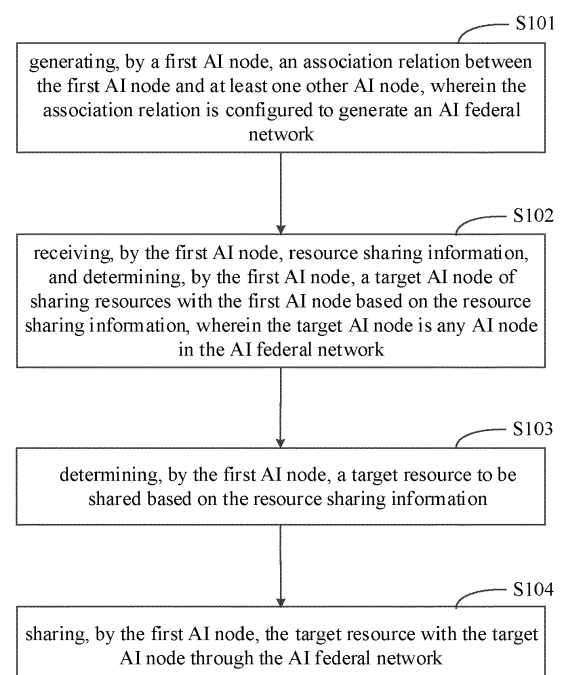 S101
generating, by a first AI node, an association relation between
the first AI node and at least one other AI node, wherein the
association relation is configured to generate an AI federal
network
S102
receiving, by the first AI node, resource sharing information,
and determining, by the first AI node, a target AI node of
sharing resources with the first AI node based on the resource
sharing information, wherein the target AI node is any AI node
in the AI federal network
S103
determining, by the first AI node, a target resource to be
shared based on the resource sharing information
S104
sharing, by the first AI node, the target resource with the target
AI node through the AI federal network